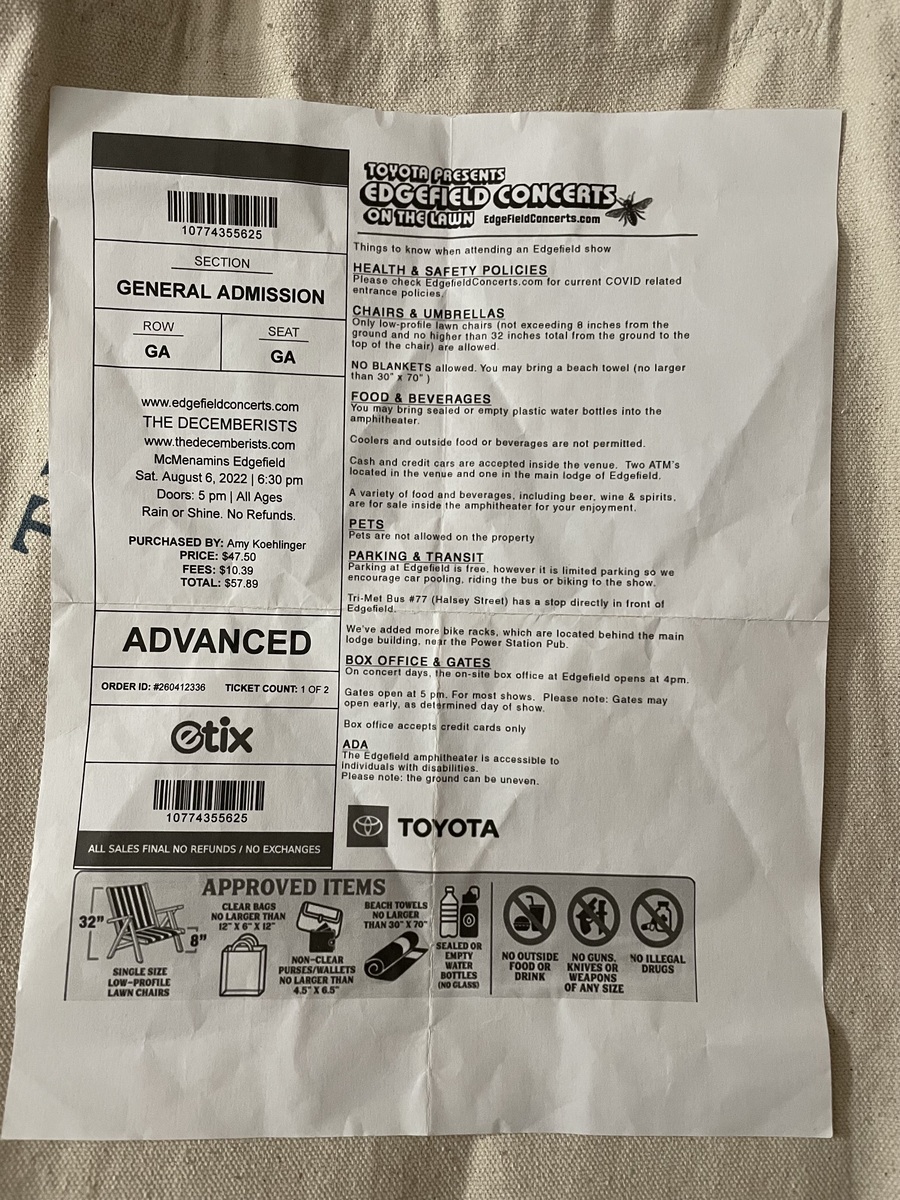 10774355625
SECTION
GENERAL ADMISSION
ROW
GA
SEAT
GA
www.edgefieldconcerts.com
THE DECEMBERISTS
www.thedecemberists.com
McMenamins Edgefield
Sat. August 6, 2022 | 6:30 pm
Doors: 5 pm | All Ages
Rain or Shine. No Refunds.
PURCHASED BY: Amy Koehlinger
PRICE: $47.50
FEES: $10.39
TOTAL: $57.89
ADVANCED
ORDER ID: #260412336 TICKET COUNT: 1 OF 2
etix
10774355625
ALL SALES FINAL NO REFUNDS / NO EXCHANGES
TOYOTA PRESENTS
EDGEFIELD CONCERTS
ON THE LAWN EdgeFieldConcerts.com
Things to know when attending an Edgefield show
HEALTH & SAFETY POLICIES
Please check EdgefieldConcerts.com for current COVID related
entrance policies.
CHAIRS & UMBRELLAS
Only low-profile lawn chairs (not exceeding 8 inches from the
ground and no higher than 32 inches total from the ground to the
top of the chair) are allowed.
NO BLANKETS allowed. You may bring a beach towel (no larger
than 30" x 70" )
FOOD & BEVERAGES
You may bring sealed or empty plastic water bottles into the
amphitheater.
Coolers and outside food or beverages are not permitted.
Cash and credit cars are accepted inside the venue. Two ATM's
located in the venue and one in the main lodge of Edgefield.
A variety of food and beverages, including beer, wine & spirits,
are for sale inside the amphitheater for your enjoyment.
PETS
Pets are not allowed on the property
PARKING & TRANSIT
Parking at Edgefield is free, however it is limited parking so we
encourage car pooling, riding the bus or biking to the show.
Tri-Met Bus #77 (Halsey Street) has a stop directly in front of
Edgefield.
We've added more bike racks, which are located behind the main
lodge building, near the Power Station Pub.
BOX OFFICE & GATES
On concert days, the on-site box office at Edgefield opens at 4pm.
Gates open at 5 pm. For most shows. Please note: Gates may
open early, as determined day of show.
Box office accepts credit cards only
ADA
The Edgefield amphitheater is accessible to
individuals with disabilities.
Please note: the ground can be uneven.
TOYOTA
APPROVED ITEMS
32"
8"
SINGLE SIZE
LOW-PROFILE
LAWN CHAIRS
CLEAR BAGS
NO LARGER THAN
12" X 6" X 12"
NON-CLEAR
PURSES/WALLETS
NO LARGER THAN
4.5" X 6.5"
BEACH TOWELS
NO LARGER
THAN 30" X 70"
SEALED OR
EMPTY
WATER
BOTTLES
(NO GLASS)
NO OUTSIDE
FOOD OR
DRINK
NO GUNS,
KNIVES OR
WEAPONS
OF ANY SIZE
NO ILLEGAL
DRUGS